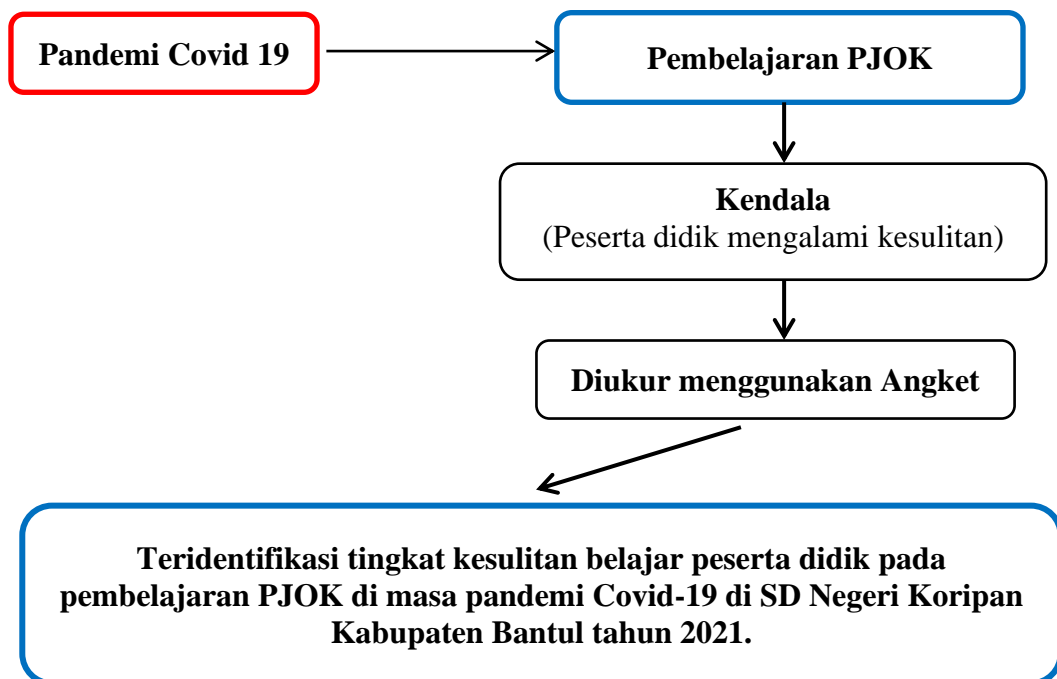 Pandemi Covid 19
Pembelajaran PJOK
Kendala
(Peserta didik mengalami kesulitan)
Diukur menggunakan Angket
Teridentifikasi tingkat kesulitan belajar peserta didik pada
pembelajaran PJOK di masa pandemi Covid-19 di SD Negeri Koripan
Kabupaten Bantul tahun 2021.